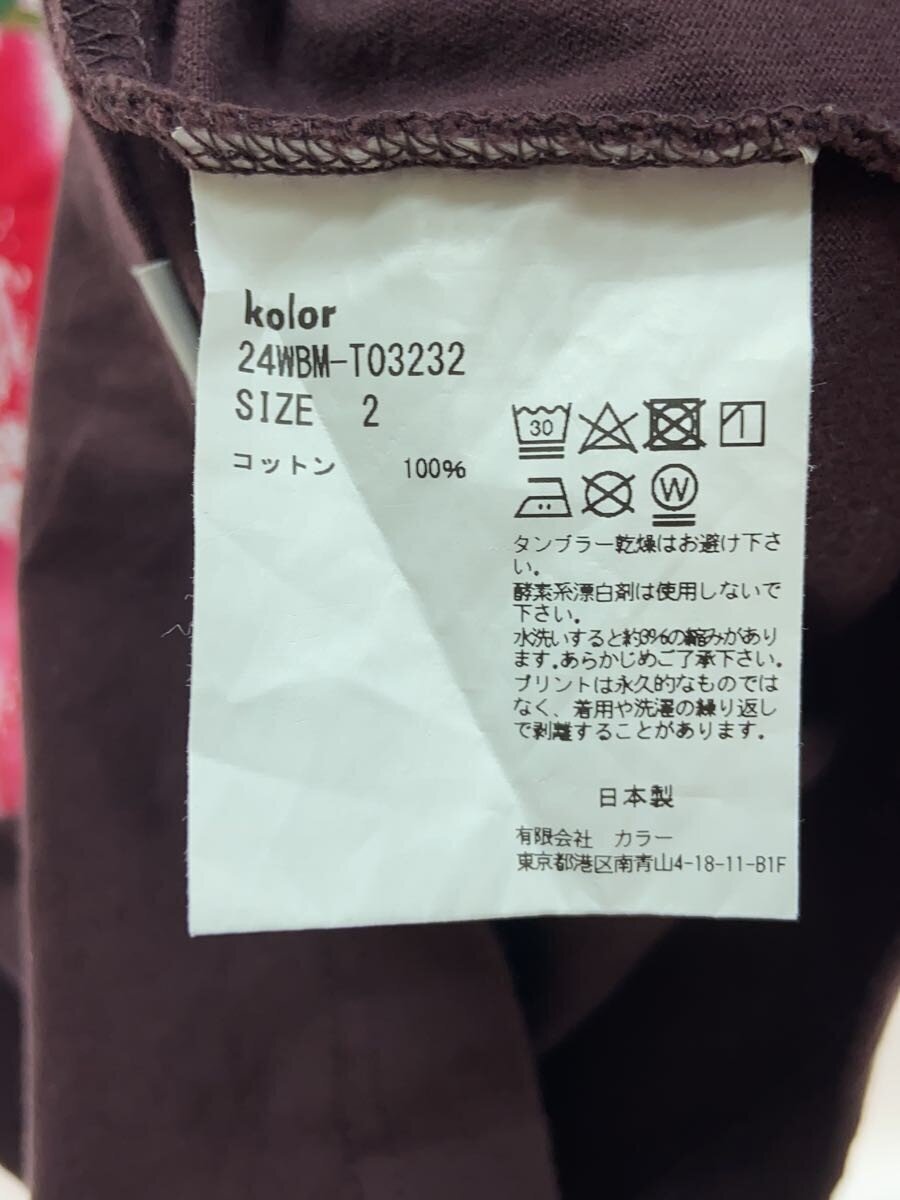 kolor
24WBM-T03232
SIZE 2
コットン 100%
30
W
タンブラー乾燥はお避け下さ
い。
酵素系漂白剤は使用しないで
下さい。
水洗いすると約3%の縮みがあり
ます。あらかじめご了承下さい。
プリントは永久的なものでは
なく、着用や洗濯の繰り返し
で剥離することがあります。
日本製
有限会社 カラー
東京都港区南青山4-18-11-B1F